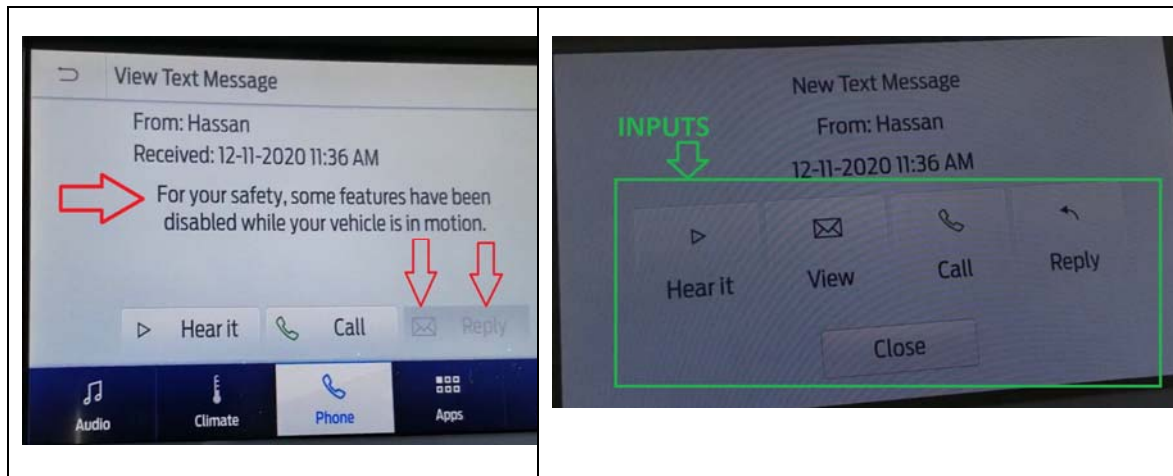 View Text Message
From: Hassan
Received: 12-11-2020 11:36 AM
For your safety, some features have been
disabled while your vehicle is in motion.
Hear it
Call
Reply
Audio
Climate
Phone
Apps
New Text Message
From: Hassan
12-11-2020 11:36 AM
INPUTS
Hear it
View
Call
Reply
Close